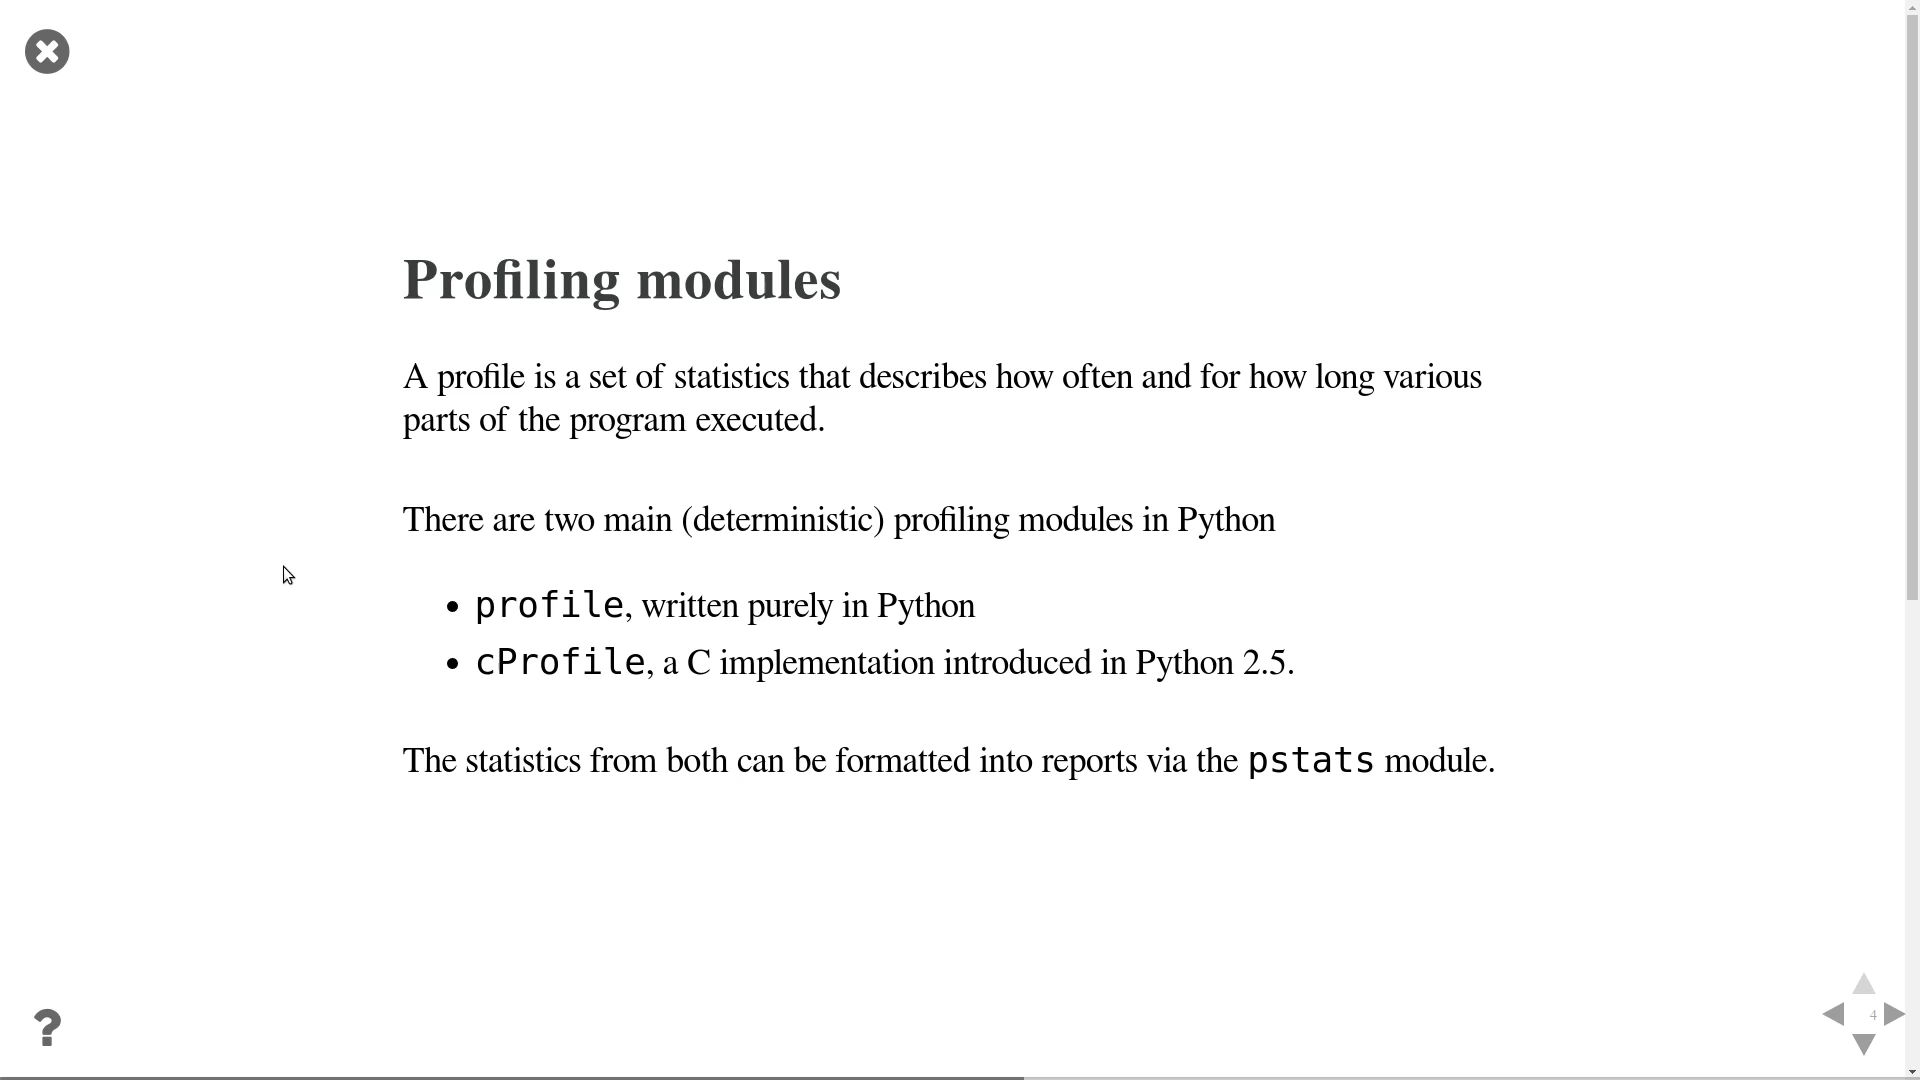 Profiling modules
A profile is a set of statistics that describes how often and for how long various
parts of the program executed.
There are two main (deterministic) profiling modules in Python
• profile, written purely in Python
• cProfile, a C implementation introduced in Python 2.5.
The statistics from both can be formatted into reports via the pstats module.
?
4